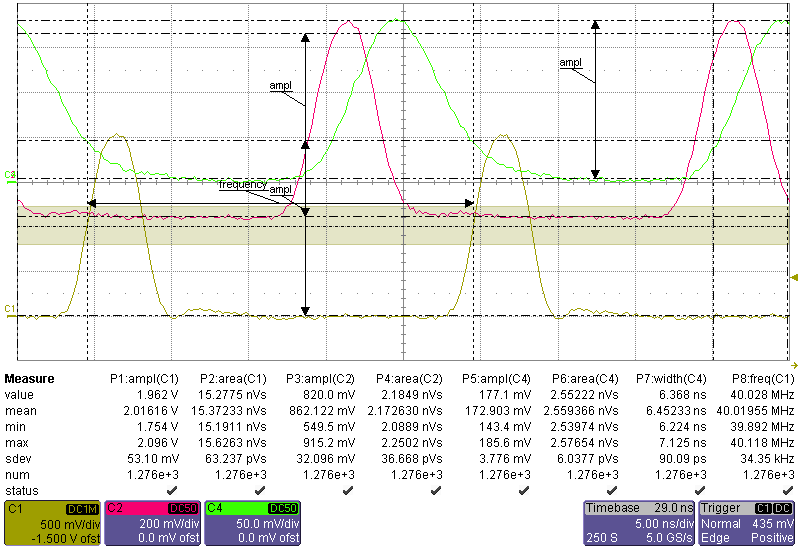 ampl
ampl
C2
frequency
ampl
C1
Measure P1:ampl(C1) P2:area(C1) P3:ampl(C2) P4:area(C2) P5:ampl(C4) P6:area(C4) P7:width(C4) P8:freq(C1)
value 1.962 V 15.2775 nVs 820.0 mV 2.1849 nVs 177.1 mV 2.55222 nVs 6.368 ns 40.028 MHz
mean 2.01616 V 15.37233 nVs 862.122 mV 2.172630 nVs 172.903 mV 2.559366 nVs 6.45233 ns 40.01955 MHz
min 1.754 V 15.1911 nVs 549.5 mV 2.0889 nVs 143.4 mV 2.53974 nVs 6.224 ns 39.892 MHz
max 2.096 V 15.6263 nVs 915.2 mV 2.2502 nVs 185.6 mV 2.57654 nVs 7.125 ns 40.118 MHz
sdev 53.10 mV 63.237 pVs 32.096 mV 36.668 pVs 3.776 mV 6.0377 pVs 90.09 ps 34.35 kHz
num 1.276e+3 1.276e+3 1.276e+3 1.276e+3 1.276e+3 1.276e+3 1.276e+3 1.276e+3
status
C1 DC1M C2 DC50 C4 DC50 Timebase 29.0 ns Trigger C1 DC
500 mV/div 200 mV/div 50.0 mV/div 5.00 ns/div Normal 435 mV
-1.500 V ofst 0.0 mV ofst 0.0 mV ofst 250 S 5.0 GS/s Edge Positive